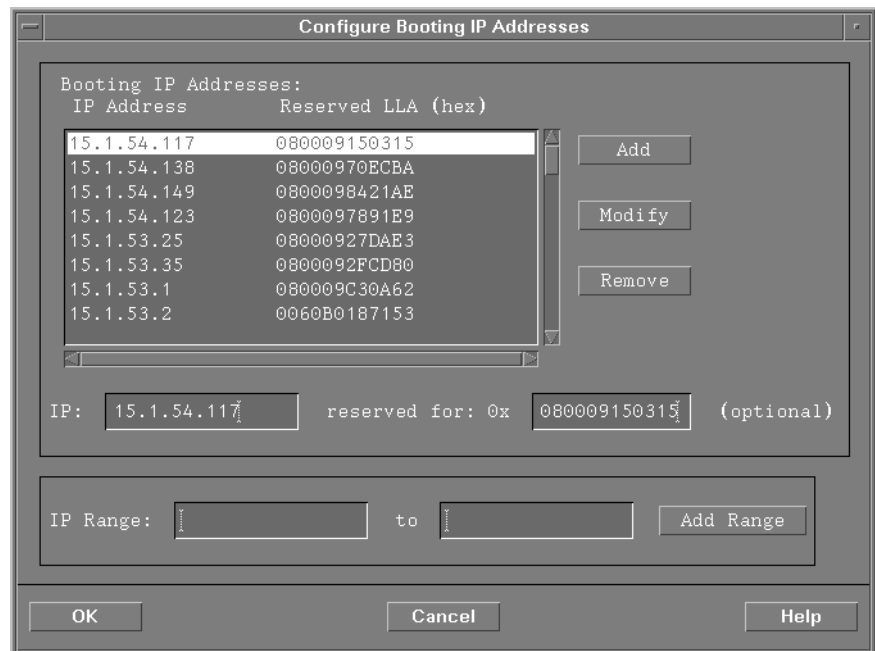 Configure Booting IP Addresses
Booting IP Addresses:
IP Address Reserved LLA (hex)
15.1.54.117 080009150315
15.1.54.138 08000970ECBA
15.1.54.149 0800098421AE
15.1.54.123 0800097891E9
15.1.53.25 08000927DAE3
15.1.53.35 0800092FCD80
15.1.53.1 080009C30A62
15.1.53.2 0060B0187153
Add
Modify
Remove
IP: 15.1.54.117 reserved for: 0x 080009150315 (optional)
IP Range: to Add Range
OK Cancel Help